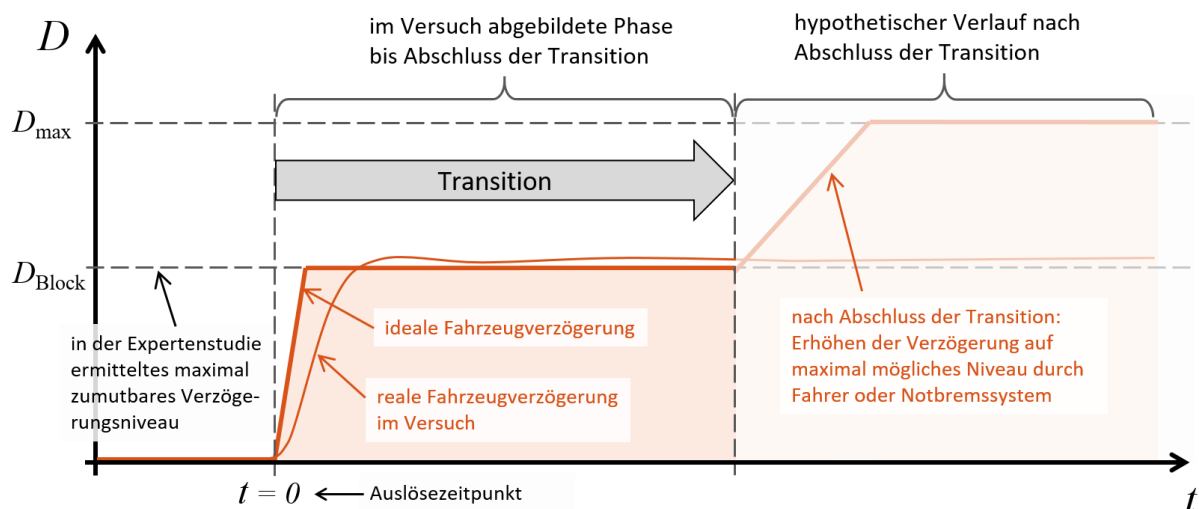 D
im Versuch abgebildete Phase
bis Abschluss der Transition
hypothetischer Verlauf nach
Abschluss der Transition
D_max
Transition
D_Block
in der Expertenstudie
ermitteltes maximal
zumutbares Verzöge-
rungsniveau
ideale Fahrzeugverzögerung
reale Fahrzeugverzögerung
im Versuch
nach Abschluss der Transition:
Erhöhen der Verzögerung auf
maximal mögliches Niveau durch
Fahrer oder Notbremssystem
t = 0
Auslösezeitpunkt
t